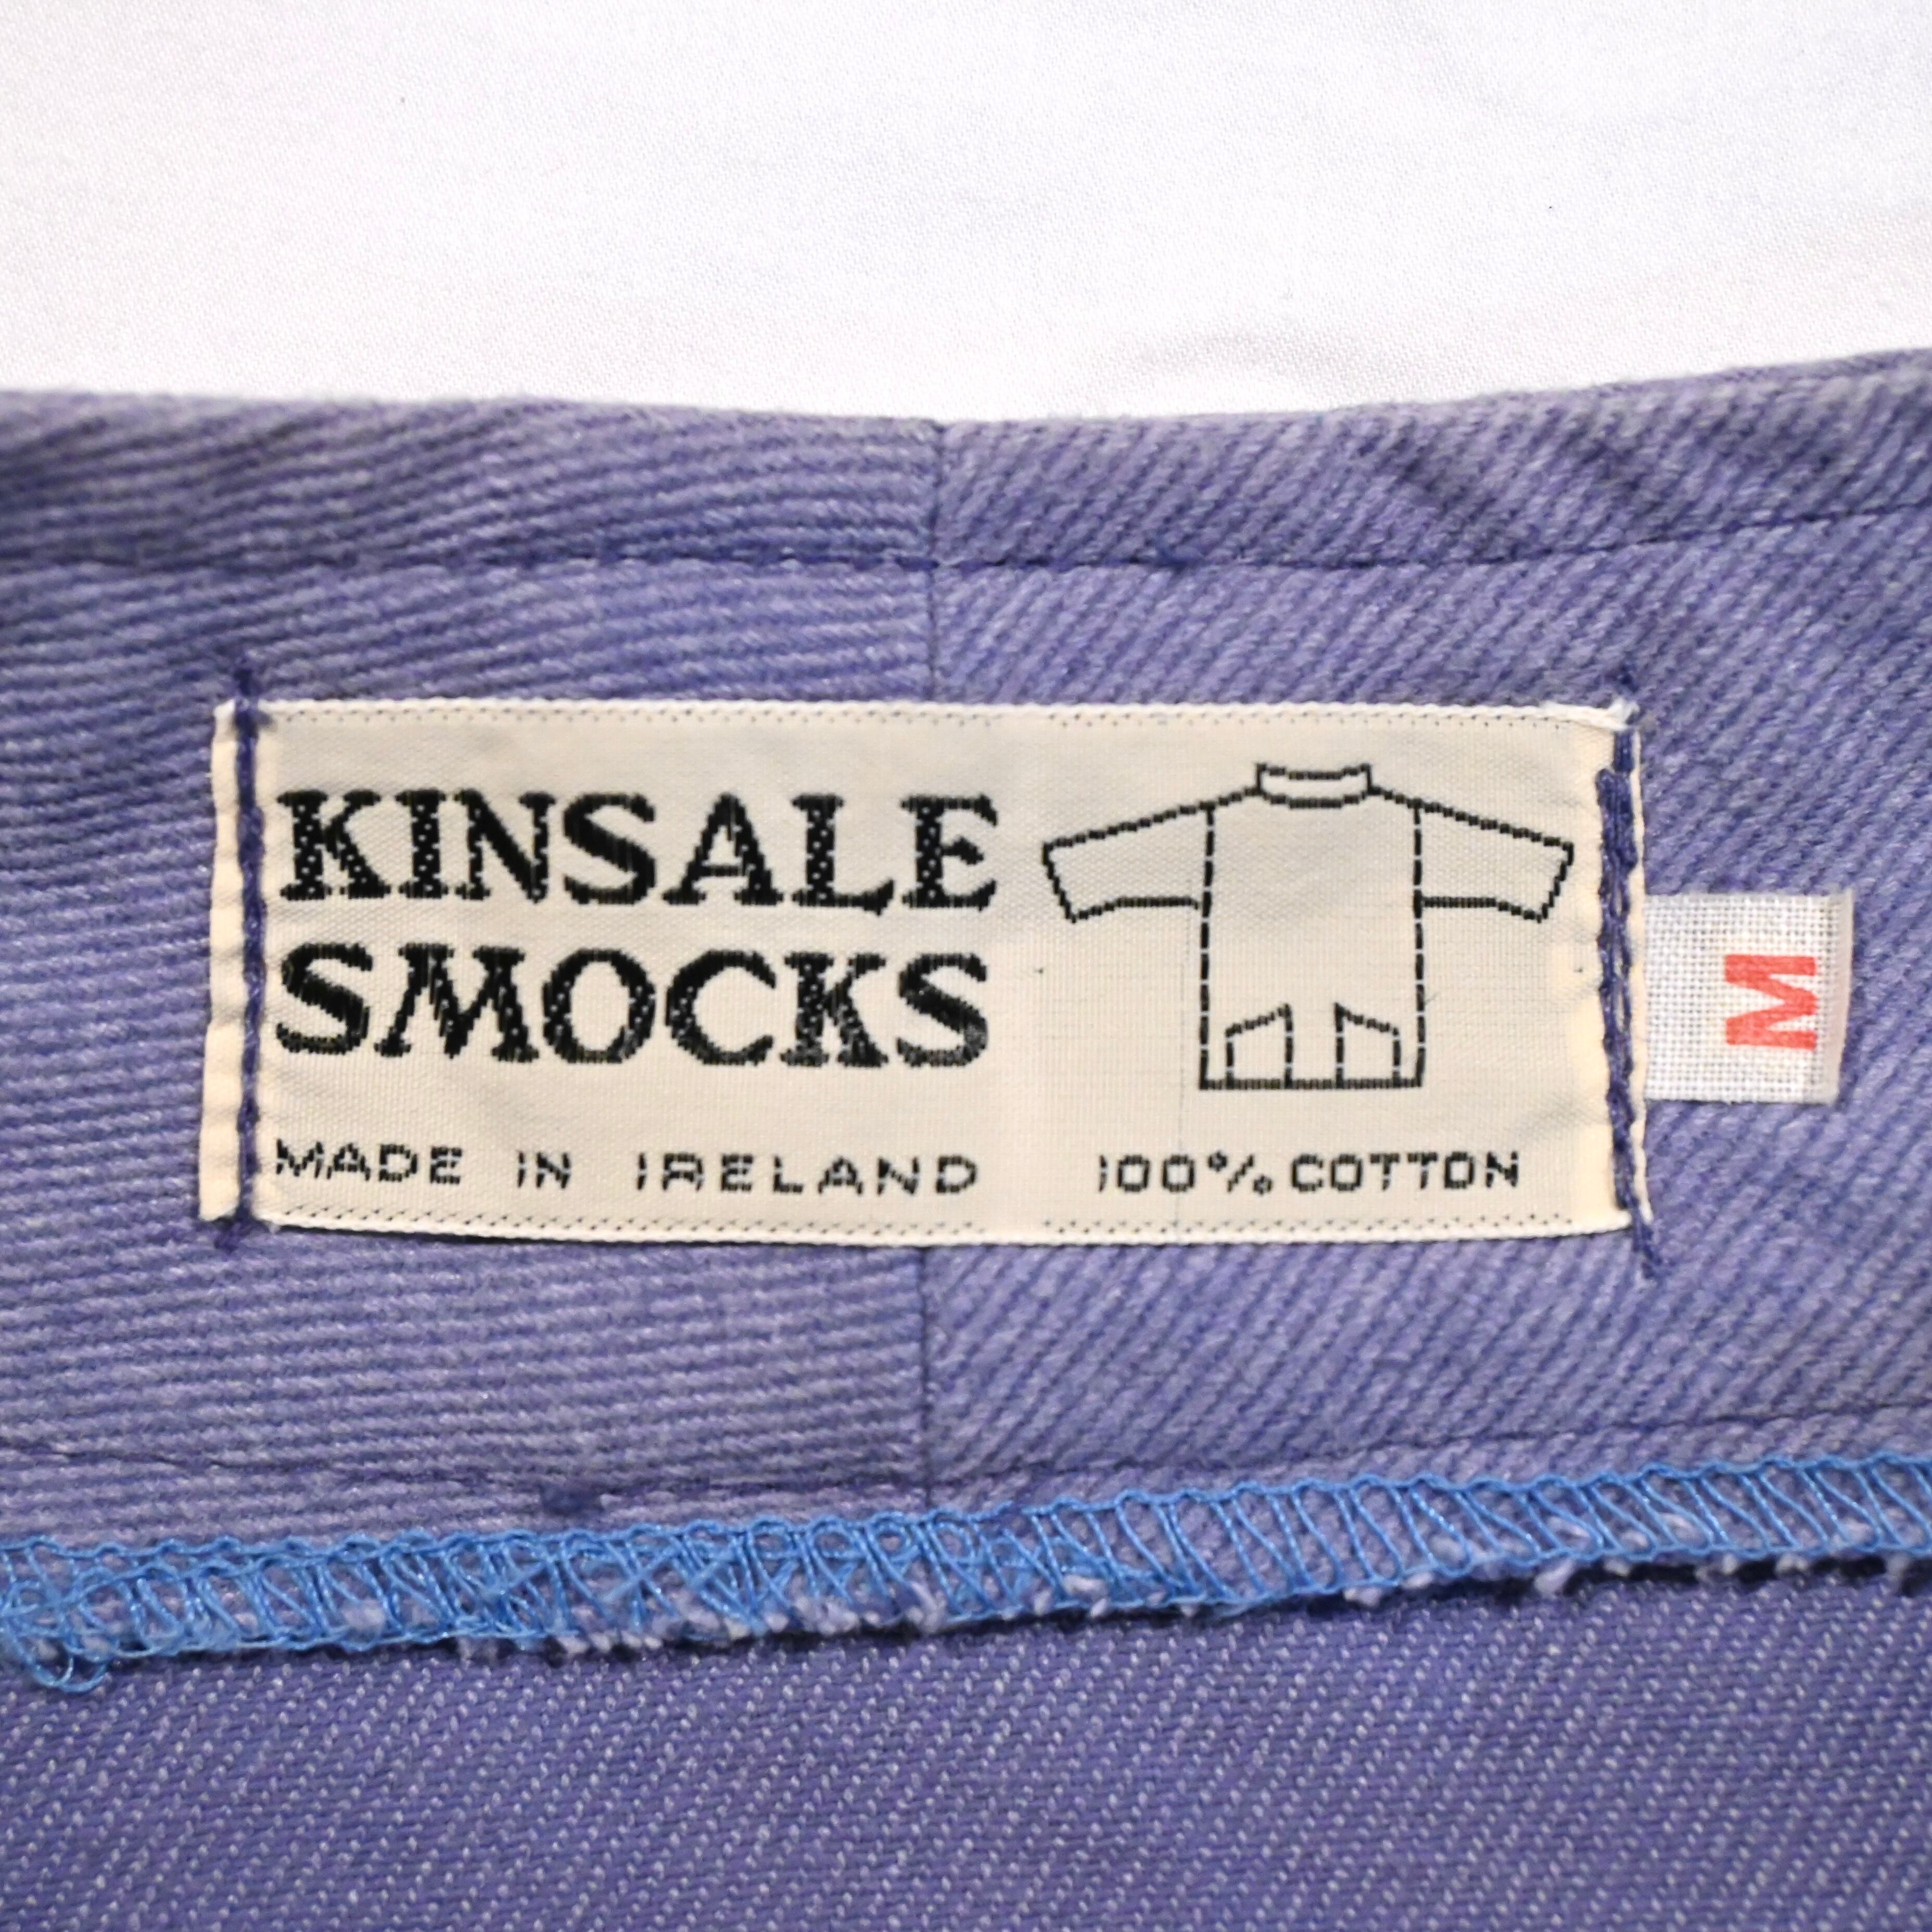 KINSALE
SMOCKS
MADE IN IRELAND 100% COTTON
M